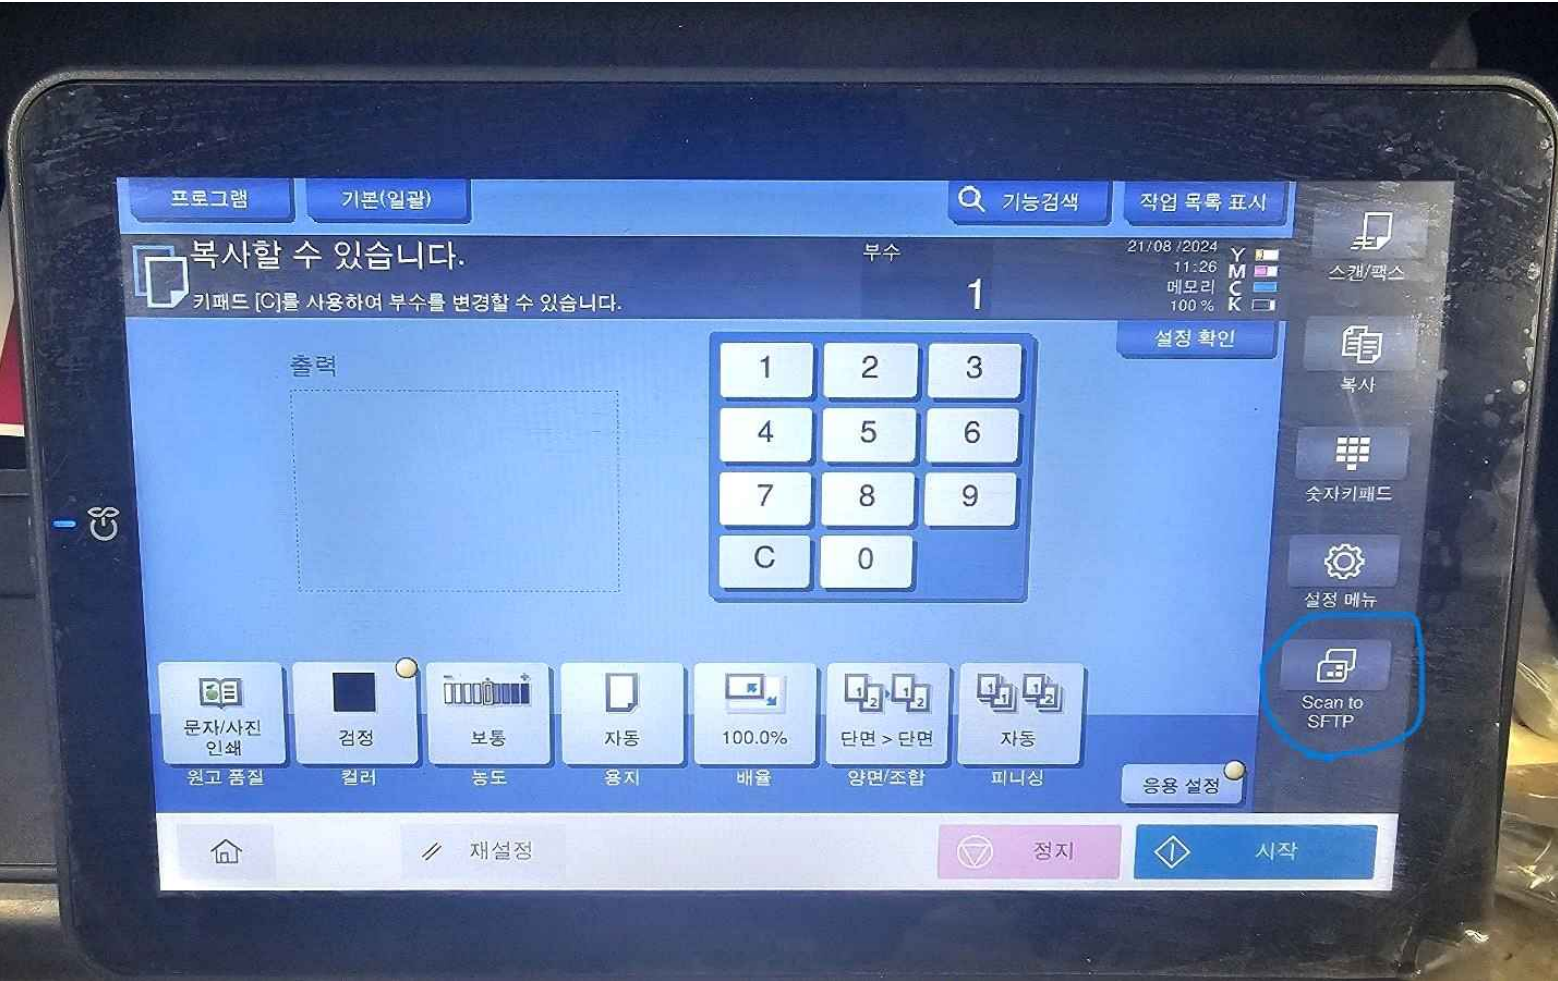 프로그램
기본(일괄)
기능검색
작업 목록 표시
복사할 수 있습니다.
키패드 [C]를 사용하여 부수를 변경할 수 있습니다.
부수
1
21/08 /2024
11:26
메모리
100 %
Y
M
C
K
설정 확인
출력
1 2 3
4 5 6
7 8 9
C 0
스캔/팩스
복사
숫자키패드
설정 메뉴
Scan to
SFTP
문자/사진
인쇄
원고 품질
검정
컬러
보통
농도
자동
용지
100.0%
배율
단면 > 단면
양면/조합
자동
피니싱
응용 설정
재설정
정지
시작